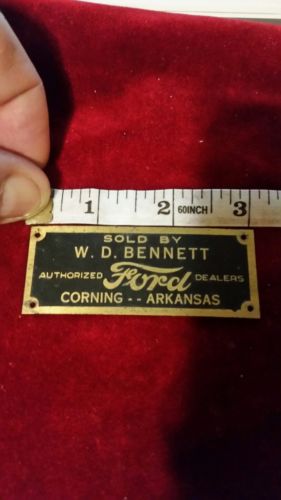 1 2 60INCH 3
SOLD BY
W. D. BENNETT
AUTHORIZED Ford DEALERS
CORNING -- ARKANSAS